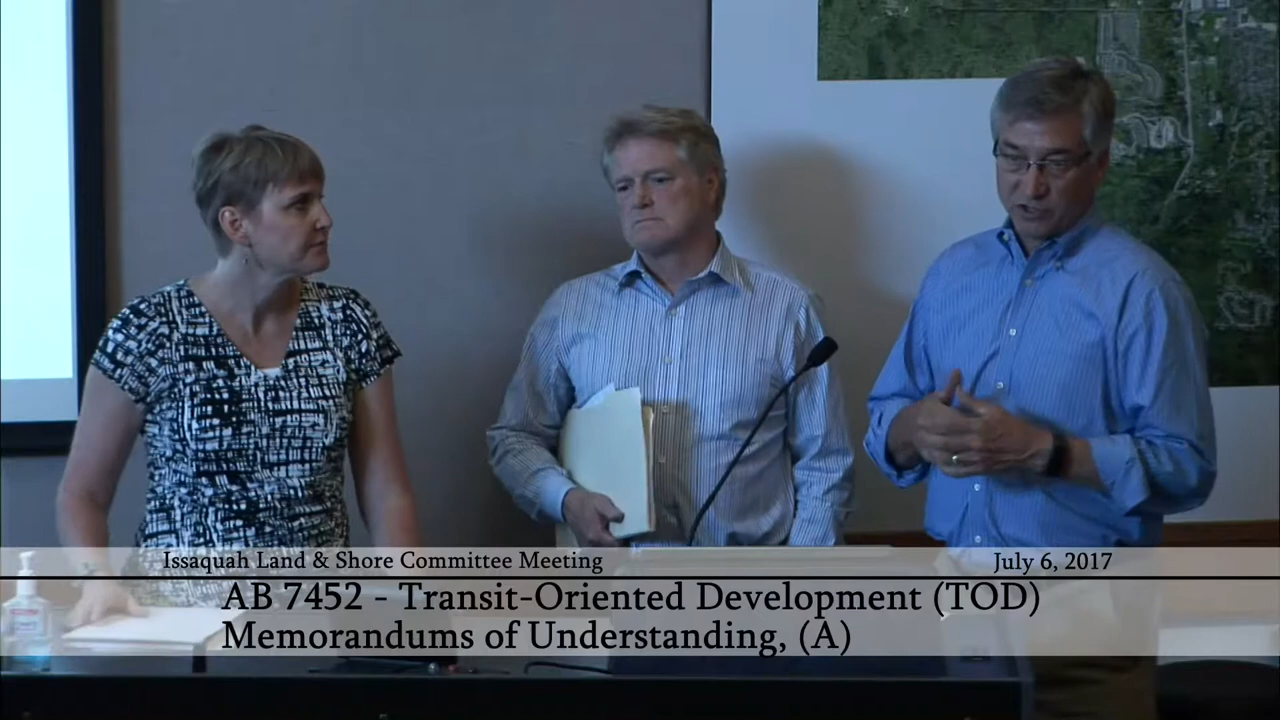 Issaquah Land & Shore Committee Meeting July 6, 2017
AB 7452 - Transit-Oriented Development (TOD)
Memorandums of Understanding, (A)